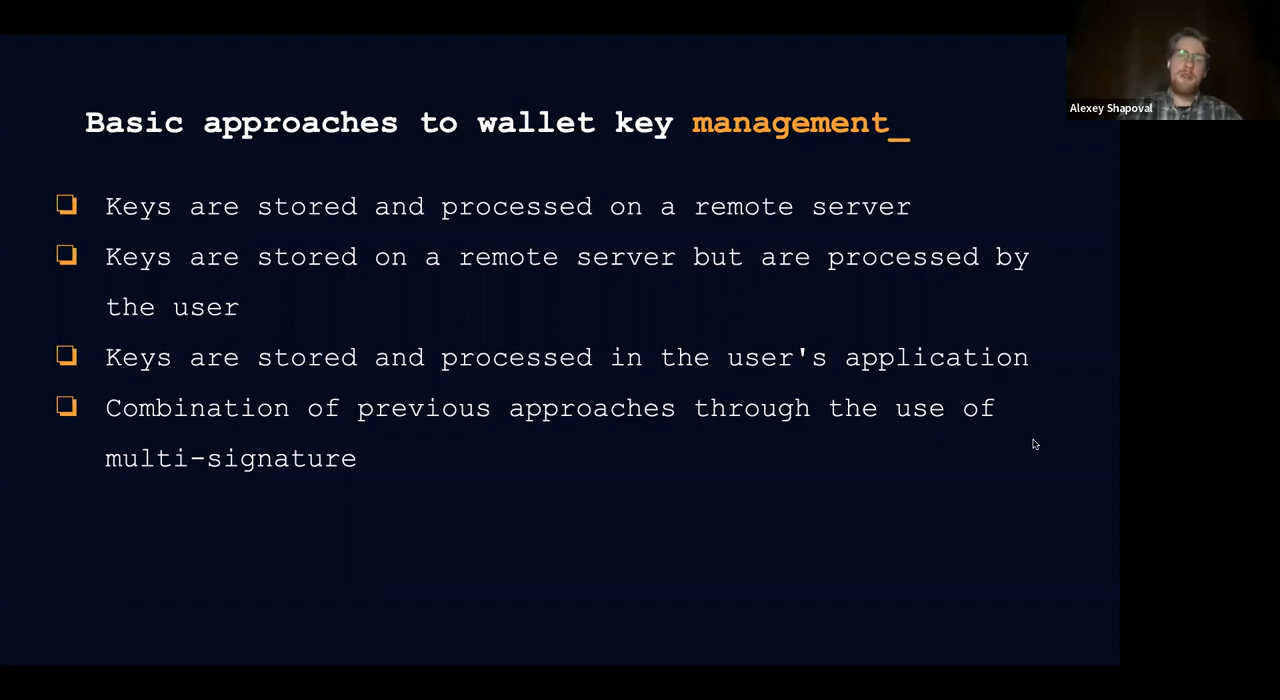 Basic approaches to wallet key management_
Keys are stored and processed on a remote server
Keys are stored on a remote server but are processed by
the user
Keys are stored and processed in the user's application
Combination of previous approaches through the use of
multi-signature
Alexey Shapoval